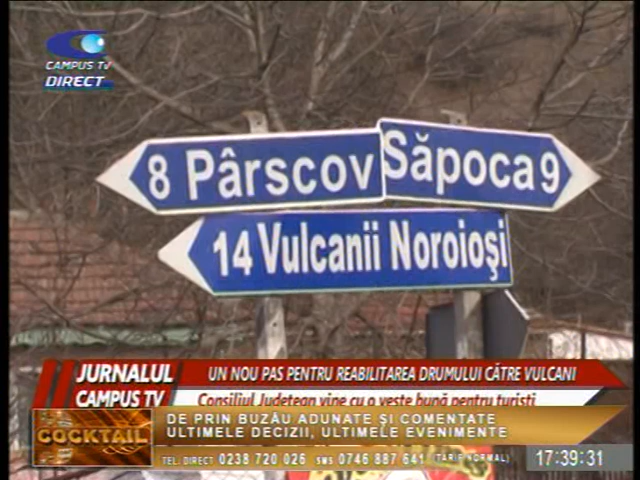 CAMPUS TV
DIRECT
8 Pârscov
Săpoca 9
14 Vulcanii Noroioşi
JURNALUL
CAMPUS TV
UN NOU PAS PENTRU REABILITAREA DRUMULUI CĂTRE VULCANI
Consiliul Judeţean vine cu o veste bună pentru turişti
COCKTAIL
DE PRIN BUZĂU ADUNATE ŞI COMENTATE
ULTIMELE DECIZII, ULTIMELE EVENIMENTE
TEL: DIRECT 0238 720 026 SMS 0746 887 641 (TARIF NORMAL)
17:39:31